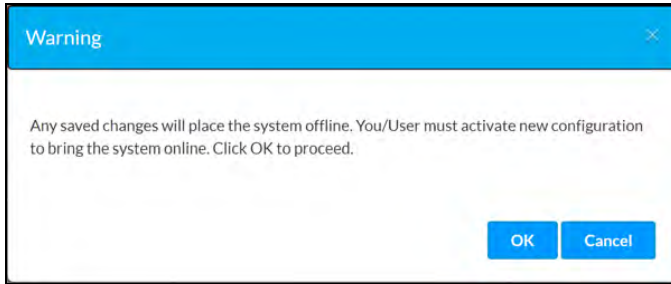 Warning
×
Any saved changes will place the system offline. You/User must activate new configuration
to bring the system online. Click OK to proceed.
OK Cancel